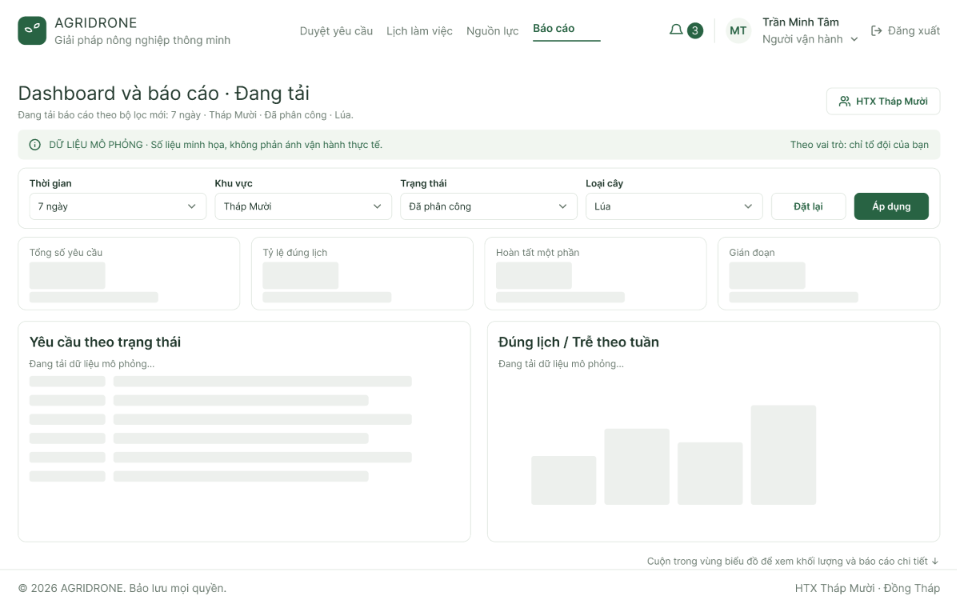 AGRIDRONE
Giải pháp nông nghiệp thông minh
Duyệt yêu cầu
Lịch làm việc
Nguồn lực
Báo cáo
3
MT
Trần Minh Tâm
Người vận hành
Đăng xuất
Dashboard và báo cáo · Đang tải
Đang tải báo cáo theo bộ lọc mới: 7 ngày · Tháp Mười · Đã phân công · Lúa.
HTX Tháp Mười
DỮ LIỆU MÔ PHỎNG · Số liệu minh họa, không phản ánh vận hành thực tế.
Theo vai trò: chỉ tổ đội của bạn
Thời gian
Khu vực
Trạng thái
Loại cây
7 ngày
Tháp Mười
Đã phân công
Lúa
Đặt lại
Áp dụng
Tổng số yêu cầu
Tỷ lệ đúng lịch
Hoàn tất một phần
Gián đoạn
Yêu cầu theo trạng thái
Đang tải dữ liệu mô phỏng...
Đúng lịch / Trễ theo tuần
Đang tải dữ liệu mô phỏng...
Cuộn trong vùng biểu đồ để xem khối lượng và báo cáo chi tiết ↓
© 2026 AGRIDRONE. Bảo lưu mọi quyền.
HTX Tháp Mười · Đồng Tháp